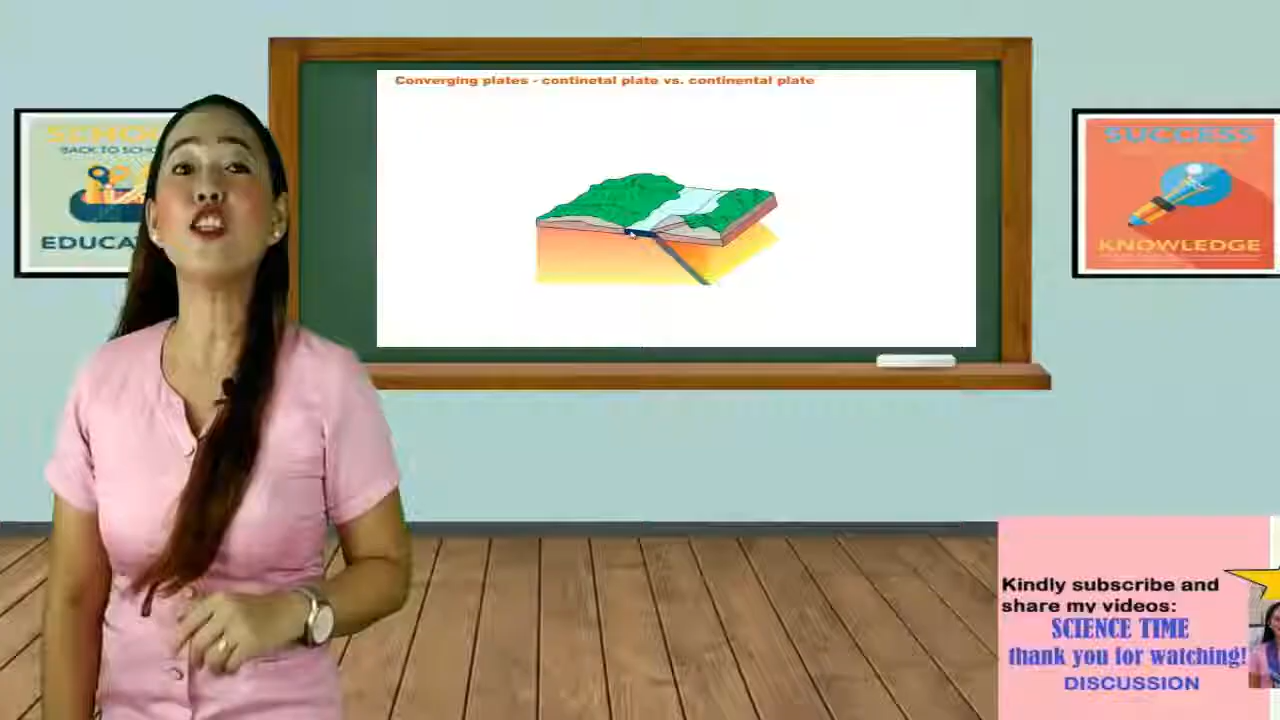 Converging plates - continetal plate vs. continental plate
SCHOOL
BACK TO SCHO
EDUCA
SUCCESS
KNOWLEDGE
Kindly subscribe and
share my videos:
SCIENCE TIME
thank you for watching!
DISCUSSION